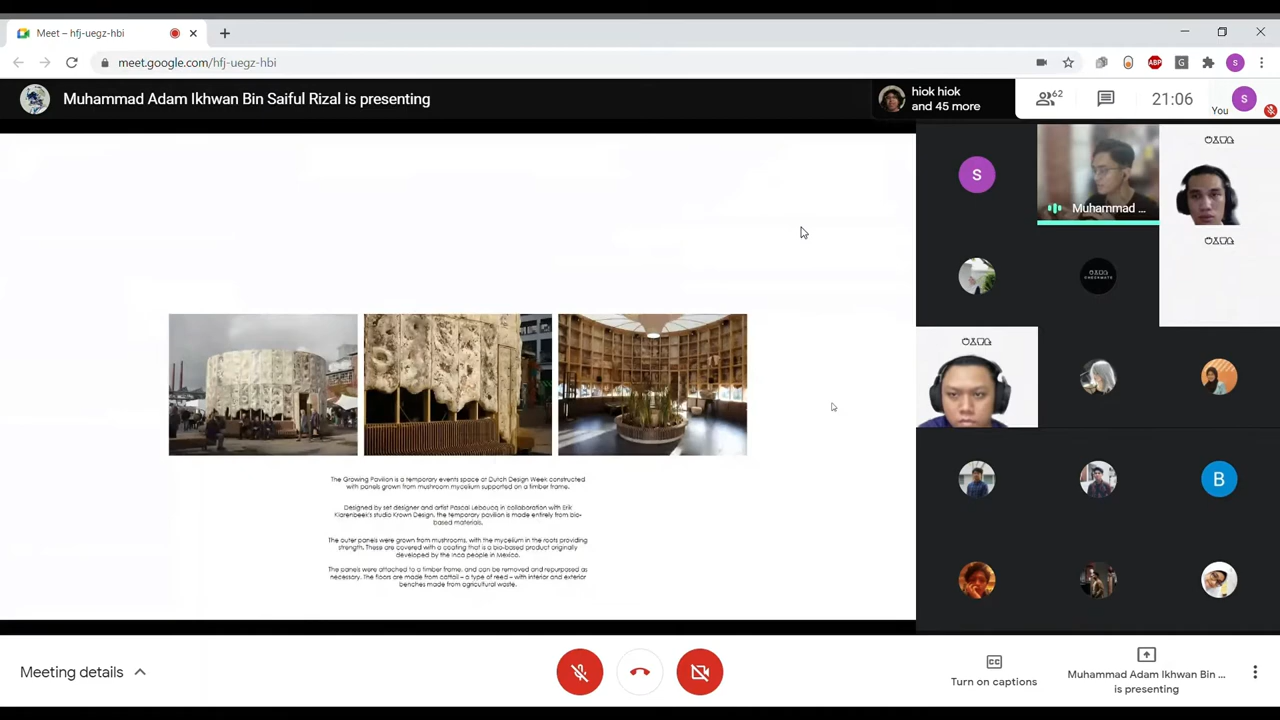 Meet – hfj-uegz-hbi
meet.google.com/hfj-uegz-hbi
ABP
G
S
Muhammad Adam Ikhwan Bin Saiful Rizal is presenting
hiok hiok
and 45 more
62
21:06
You
S
S
Muhammad ...
CHECKMATE
B
The Growing Pavilion is a temporary events space at Dutch Design Week constructed
with panels grown from mushroom mycelium supported on a timber frame.
Designed by set designer and artist Pascal Leboucq in collaboration with Erik
Klarenbeek's studio Krown Design, the temporary pavilion is made entirely from bio-
based materials.
The outer panels were grown from mushrooms, with the mycelium in the roots providing
strength. These are covered with a coating that is a bio-based product originally
developed by the Inca people in Mexico.
The panels were attached to a timber frame, and can be removed and repurposed as
necessary. The floors are made from cattail – a type of reed – with interior and exterior
benches made from agricultural waste.
Meeting details
CC
Turn on captions
Muhammad Adam Ikhwan Bin ...
is presenting